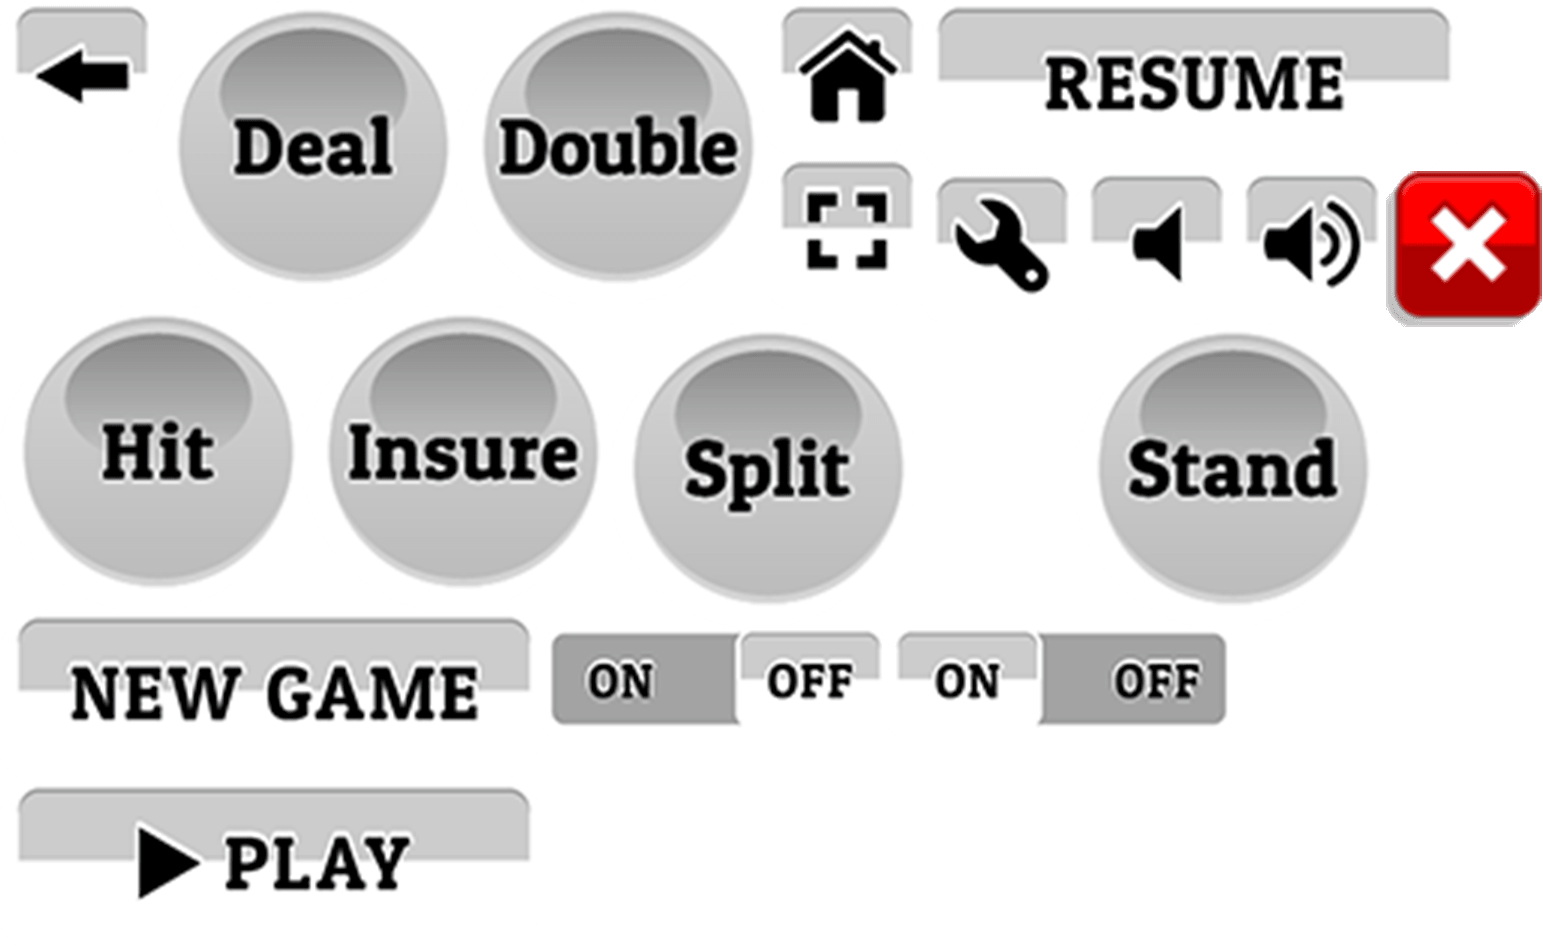 Deal
Double
RESUME
Hit
Insure
Split
Stand
NEW GAME
ON OFF
ON OFF
PLAY